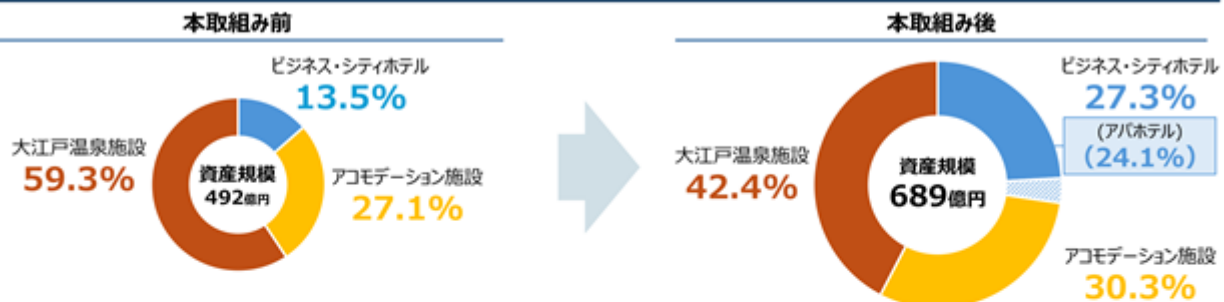 本取組み前
ビジネス・シティホテル
13.5%
大江戸温泉施設
59.3%
資産規模
492億円
アコモデーション施設
27.1%
本取組み後
ビジネス・シティホテル
27.3%
(アパホテル)
(24.1%)
大江戸温泉施設
42.4%
資産規模
689億円
アコモデーション施設
30.3%